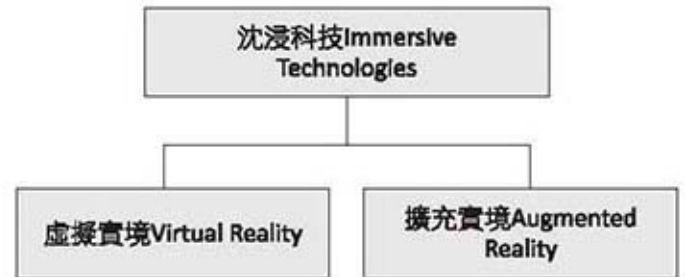 沈浸科技Immersive
Technologies
虛擬實境Virtual Reality
擴充實境Augmented
Reality